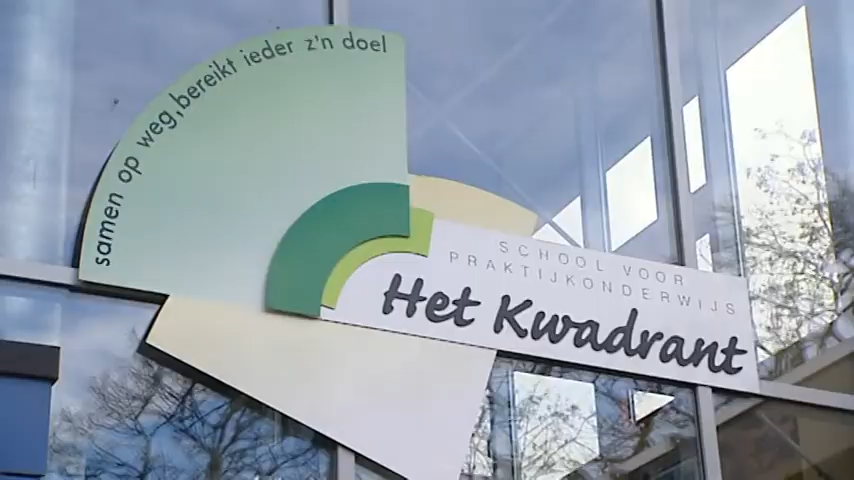 samen op weg, bereikt ieder z'n doel
SCHOOL VOOR
PRAKTIJKONDERWIJS
Het Kwadrant